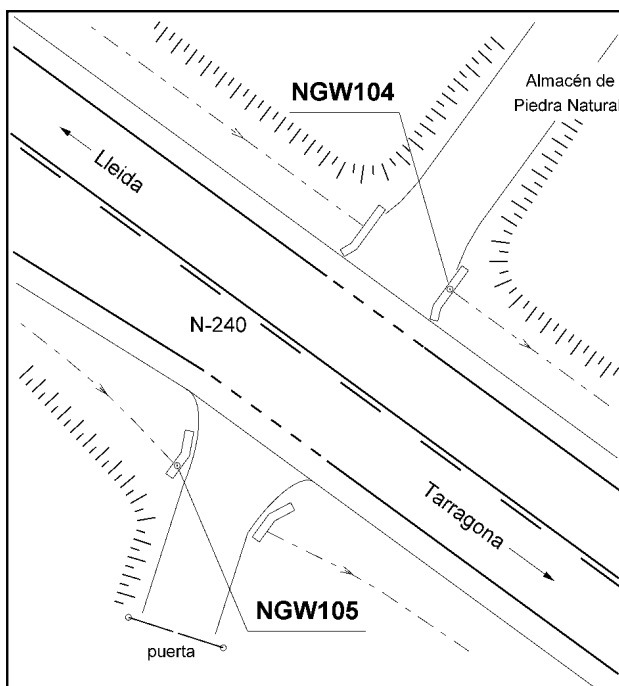 Almacén de
Piedra Natural
NGW104
Lleida
N-240
Tarragona
NGW105
puerta